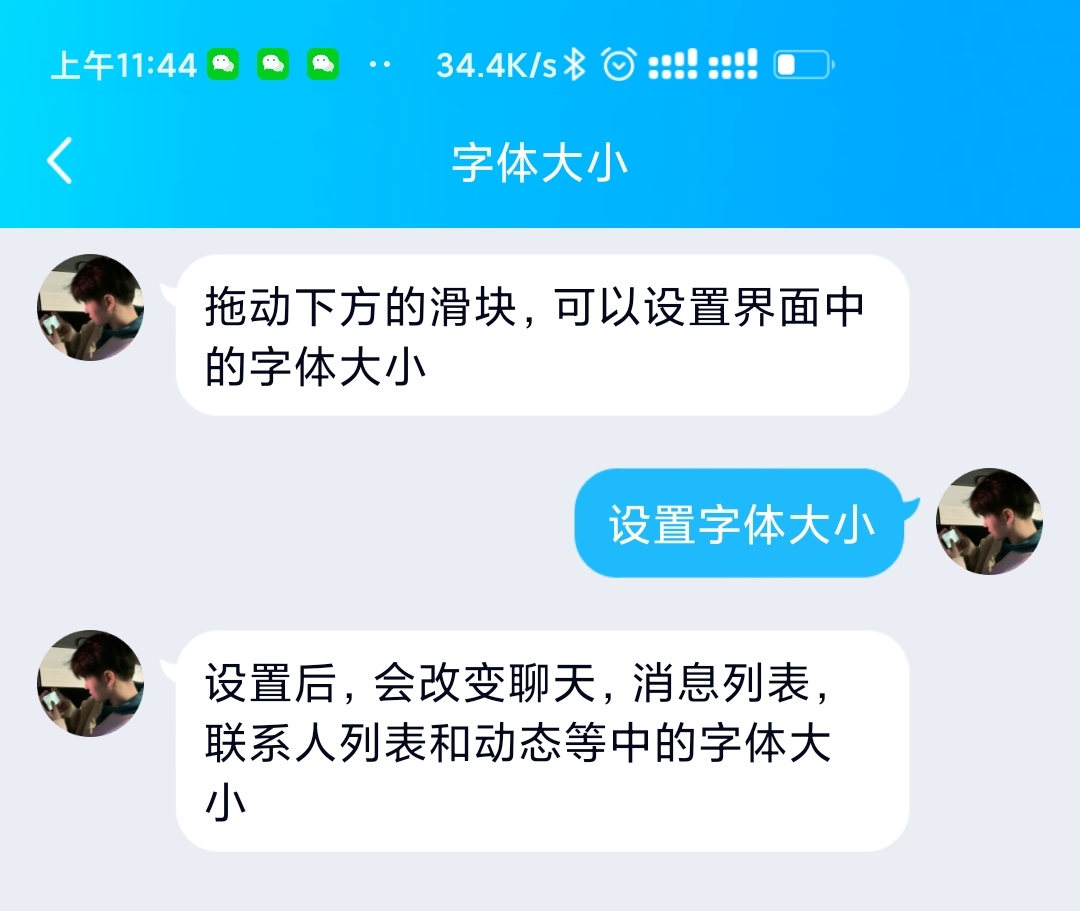 上午11:44 ·· 34.4K/s
字体大小
拖动下方的滑块，可以设置界面中
的字体大小
设置字体大小
设置后，会改变聊天，消息列表，
联系人列表和动态等中的字体大
小